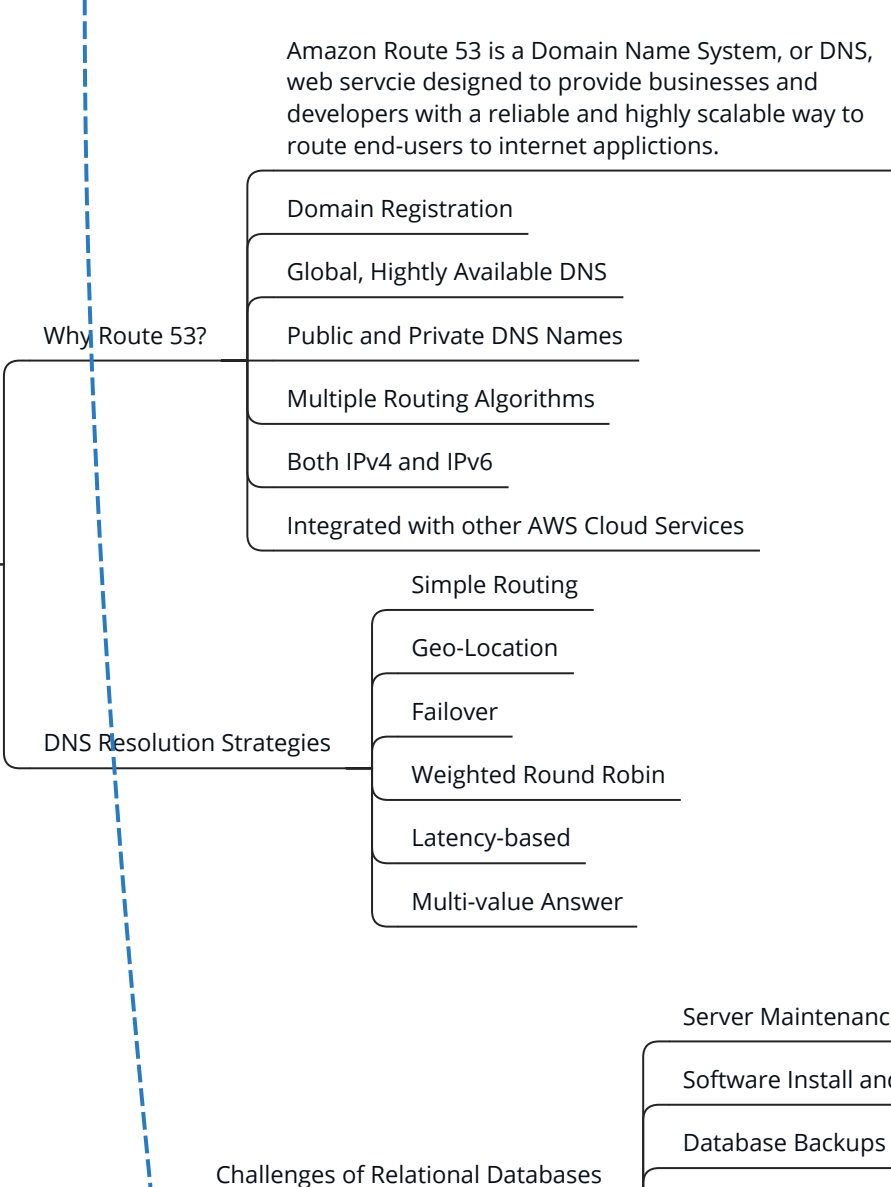 Amazon Route 53 is a Domain Name System, or DNS,
web servcie designed to provide businesses and
developers with a reliable and highly scalable way to
route end-users to internet applictions.
Domain Registration
Global, Hightly Available DNS
Why Route 53?
Public and Private DNS Names
Multiple Routing Algorithms
Both IPv4 and IPv6
Integrated with other AWS Cloud Services
Simple Routing
Geo-Location
Failover
DNS Resolution Strategies
Weighted Round Robin
Latency-based
Multi-value Answer
Server Maintenanc
Software Install an
Database Backups
Challenges of Relational Databases